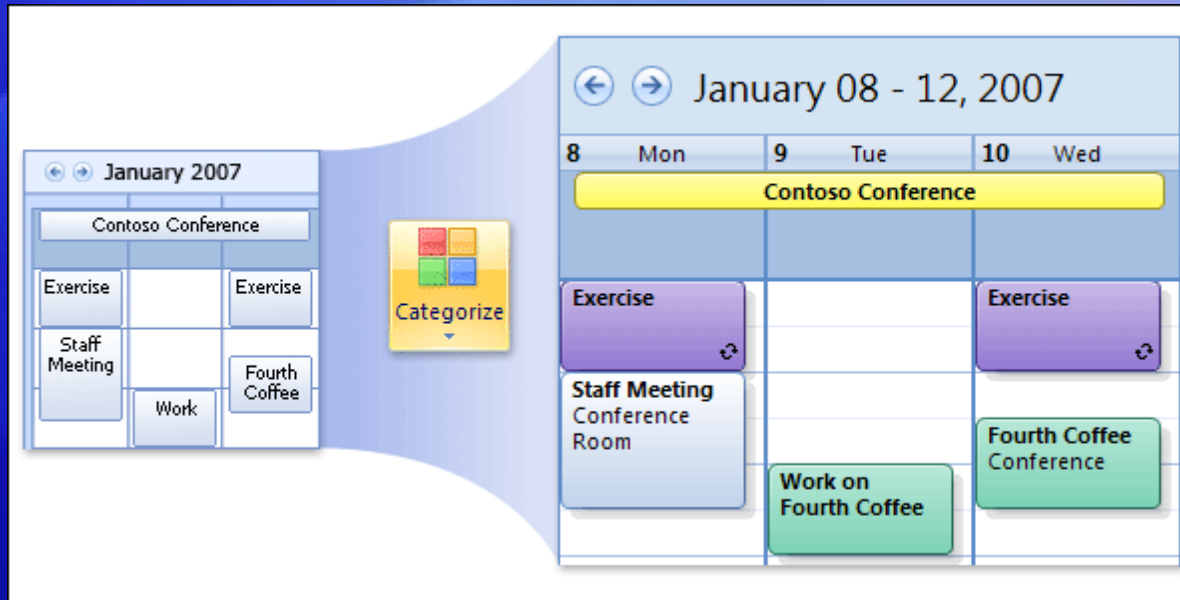 January 2007
Contoso Conference
Exercise
Exercise
Staff
Meeting
Fourth
Coffee
Work
Categorize
January 08 - 12, 2007
8 Mon
9 Tue
10 Wed
Contoso Conference
Exercise
Exercise
Staff Meeting
Conference
Room
Fourth Coffee
Conference
Work on
Fourth Coffee